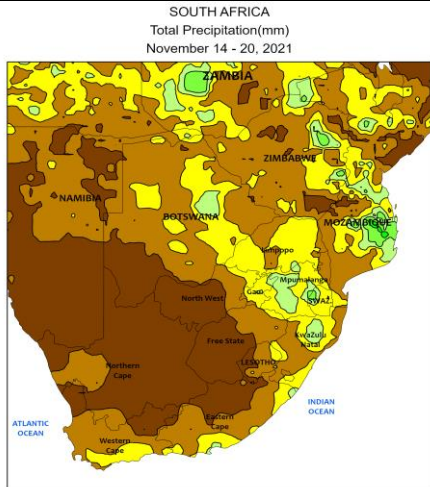 SOUTH AFRICA
Total Precipitation(mm)
November 14 - 20, 2021
ZAMBIA
ZIMBABWE
NAMIBIA
BOTSWANA
MOZAMBIQUE
Limpopo
Mpumalanga
Gaut
North West
SWAZ
Free State
KwaZulu
Natal
LESOTHO
Northern
Cape
INDIAN
OCEAN
Eastern
Cape
ATLANTIC
OCEAN
Western
Cape